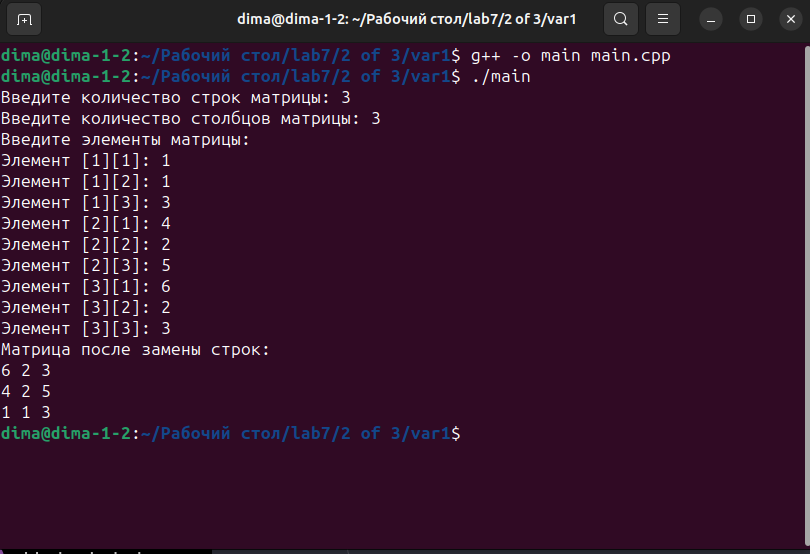 dima@dima-1-2: ~/Рабочий стол/lab7/2 of 3/var1
dima@dima-1-2:~/Рабочий стол/lab7/2 of 3/var1$ g++ -o main main.cpp
dima@dima-1-2:~/Рабочий стол/lab7/2 of 3/var1$ ./main
Введите количество строк матрицы: 3
Введите количество столбцов матрицы: 3
Введите элементы матрицы:
Элемент [1][1]: 1
Элемент [1][2]: 1
Элемент [1][3]: 3
Элемент [2][1]: 4
Элемент [2][2]: 2
Элемент [2][3]: 5
Элемент [3][1]: 6
Элемент [3][2]: 2
Элемент [3][3]: 3
Матрица после замены строк:
6 2 3
4 2 5
1 1 3
dima@dima-1-2:~/Рабочий стол/lab7/2 of 3/var1$